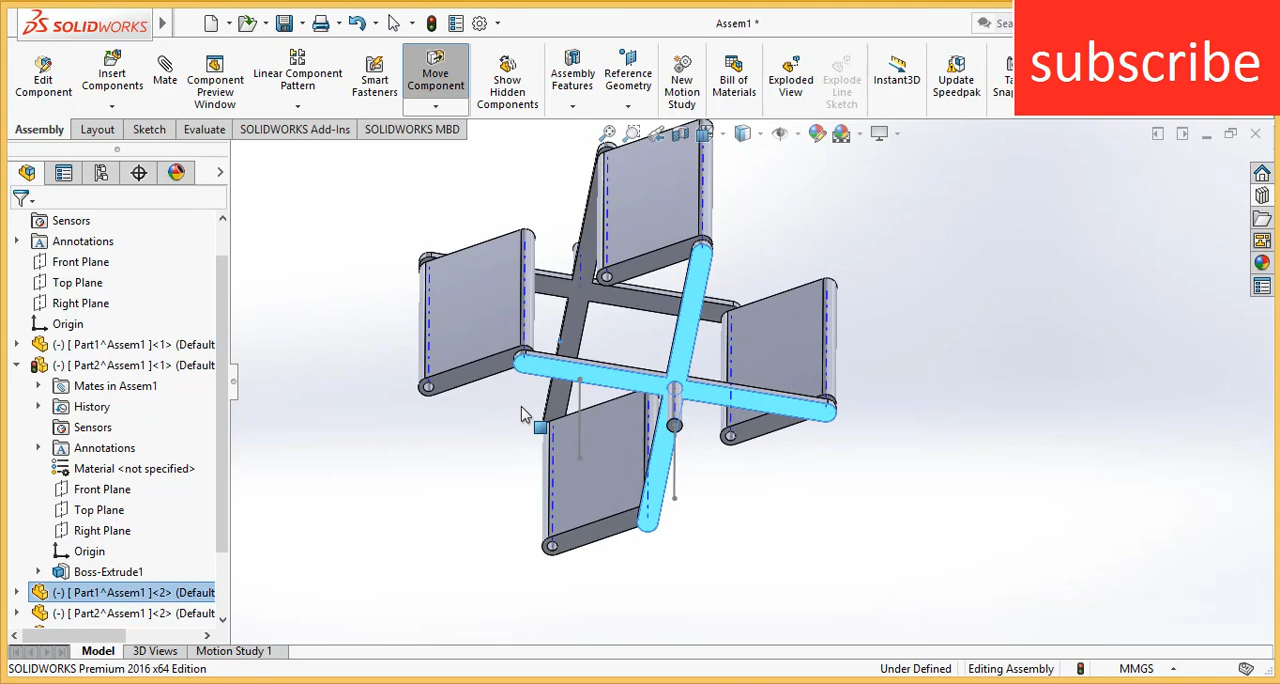 SOLIDWORKS
Assem1 *
Sea
subscribe
Edit Component
Insert Components
Mate
Component Preview Window
Linear Component Pattern
Smart Fasteners
Move Component
Show Hidden Components
Assembly Features
Reference Geometry
New Motion Study
Bill of Materials
Exploded View
Explode Line Sketch
Instant3D
Update Speedpak
Ta
Snap
Assembly
Layout
Sketch
Evaluate
SOLIDWORKS Add-Ins
SOLIDWORKS MBD
Sensors
Annotations
Front Plane
Top Plane
Right Plane
Origin
(-) [ Part1^Assem1 ]<1> (Default
(-) [ Part2^Assem1 ]<1> (Default
Mates in Assem1
History
Sensors
Annotations
Material <not specified>
Front Plane
Top Plane
Right Plane
Origin
Boss-Extrude1
(-) [ Part1^Assem1 ]<2> (Default
(-) [ Part2^Assem1 ]<2> (Default
Model
3D Views
Motion Study 1
SOLIDWORKS Premium 2016 x64 Edition
Under Defined
Editing Assembly
MMGS